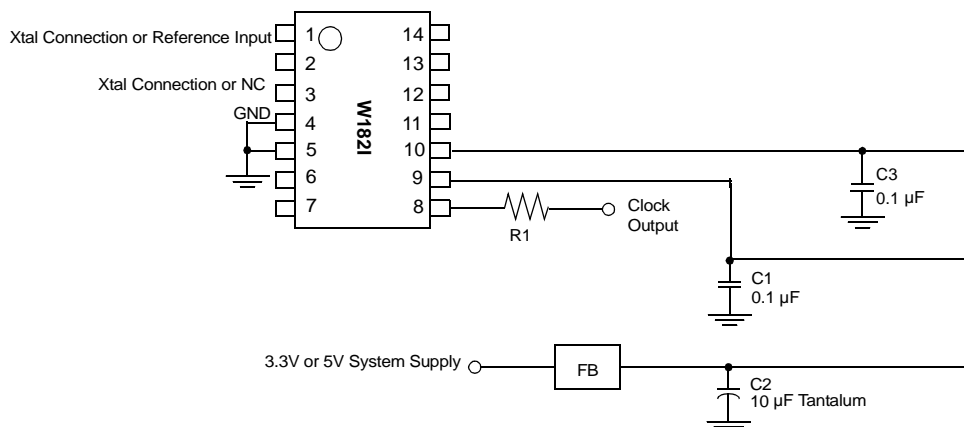 Xtal Connection or Reference Input
Xtal Connection or NC
GND
1
2
3
4
5
6
7
W182I
14
13
12
11
10
9
8
R1
Clock
Output
C3
0.1 µF
C1
0.1 µF
3.3V or 5V System Supply
FB
C2
10 µF Tantalum